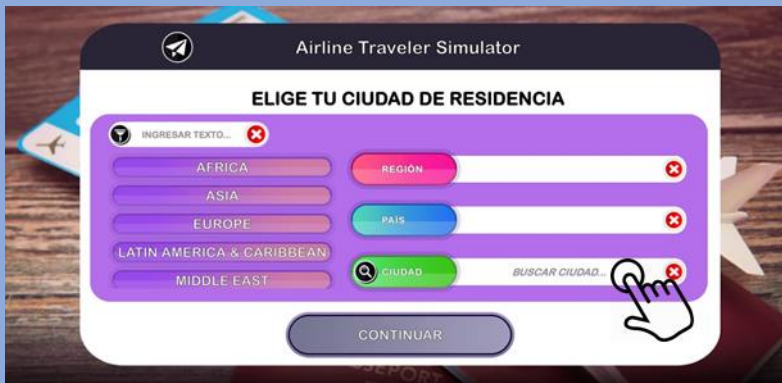 Airline Traveler Simulator
ELIGE TU CIUDAD DE RESIDENCIA
INGRESAR TEXTO...
AFRICA
ASIA
EUROPE
LATIN AMERICA & CARIBBEAN
MIDDLE EAST
REGIÓN
PAÍS
CIUDAD
BUSCAR CIUDAD...
CONTINUAR